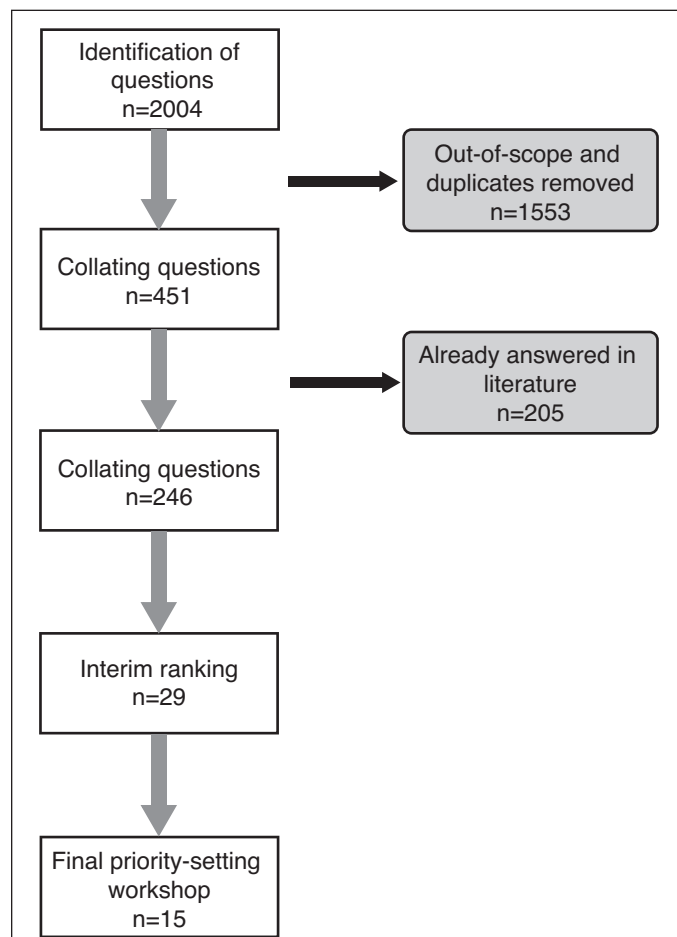 Identification of
questions
n=2004
Out-of-scope and
duplicates removed
n=1553
Collating questions
n=451
Already answered in
literature
n=205
Collating questions
n=246
Interim ranking
n=29
Final priority-setting
workshop
n=15